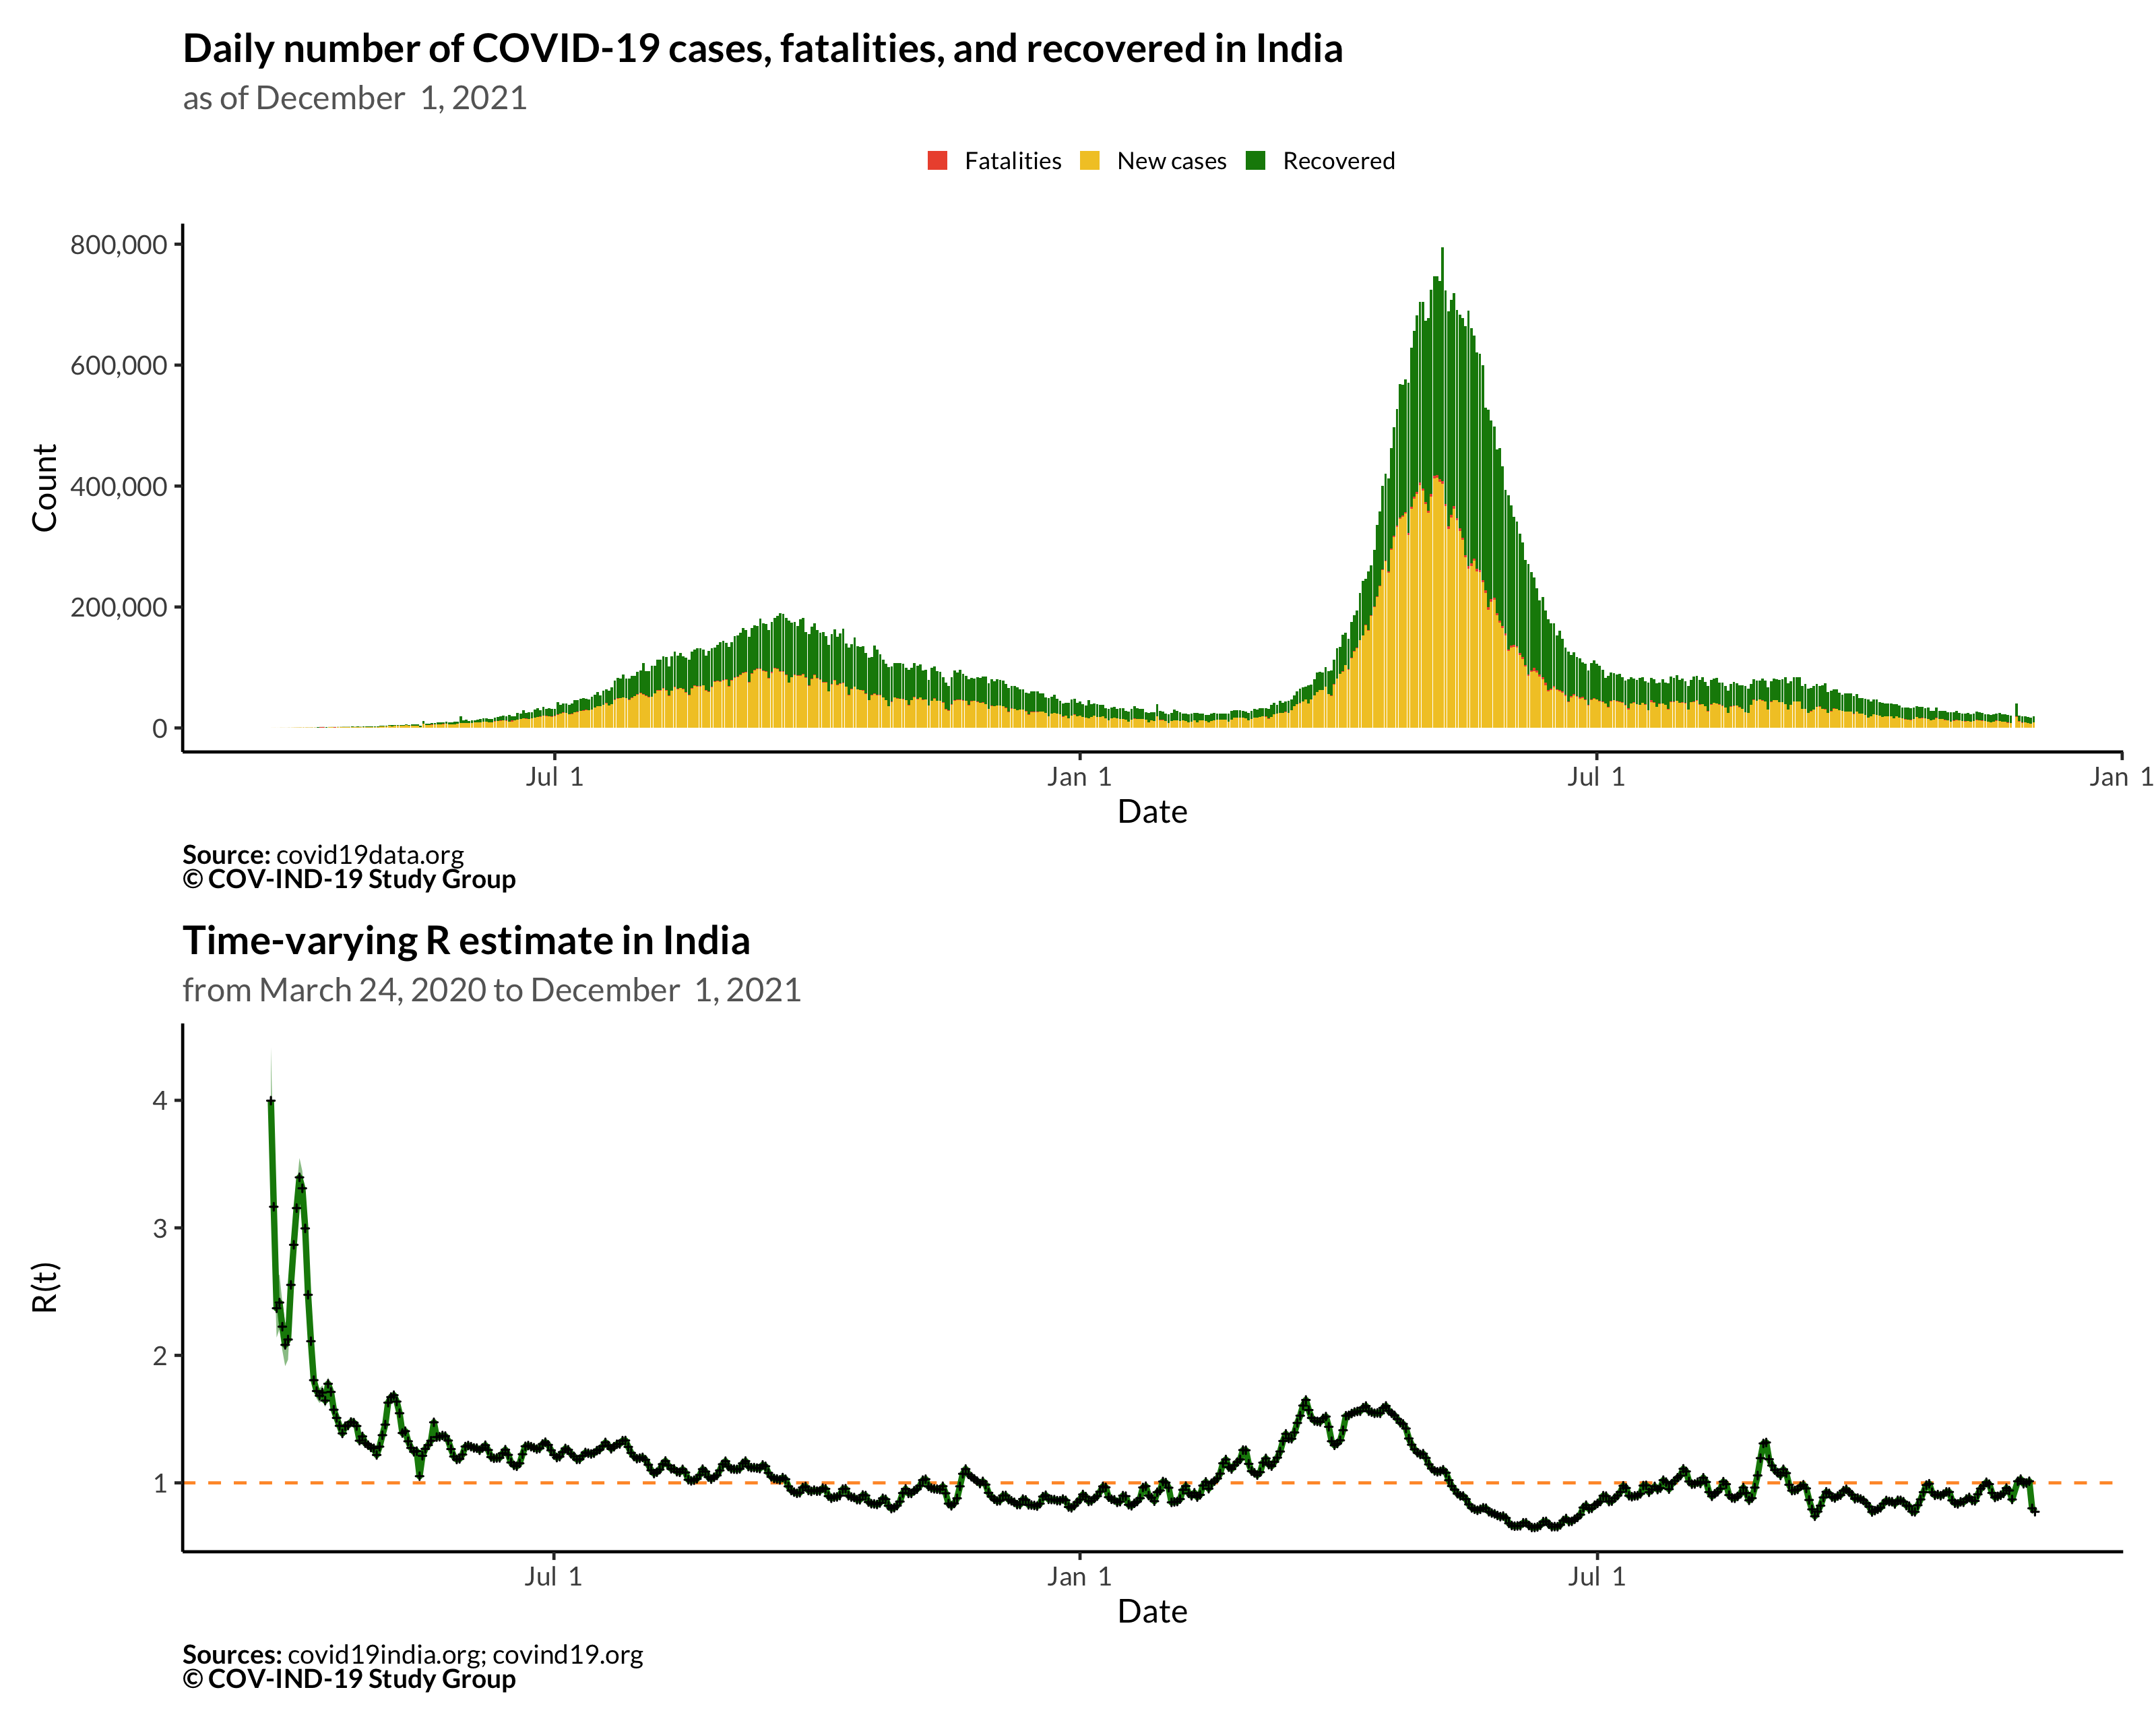 Daily number of COVID-19 cases, fatalities, and recovered in India
as of December 1, 2021
Fatalities New cases Recovered
800,000
600,000
400,000
200,000
0
Count
Jul 1 Jan 1 Jul 1 Jan 1
Date
Source: covid19data.org
© COV-IND-19 Study Group
Time-varying R estimate in India
from March 24, 2020 to December 1, 2021
4
3
2
1
R(t)
Jul 1 Jan 1 Jul 1
Date
Sources: covid19india.org; covind19.org
© COV-IND-19 Study Group